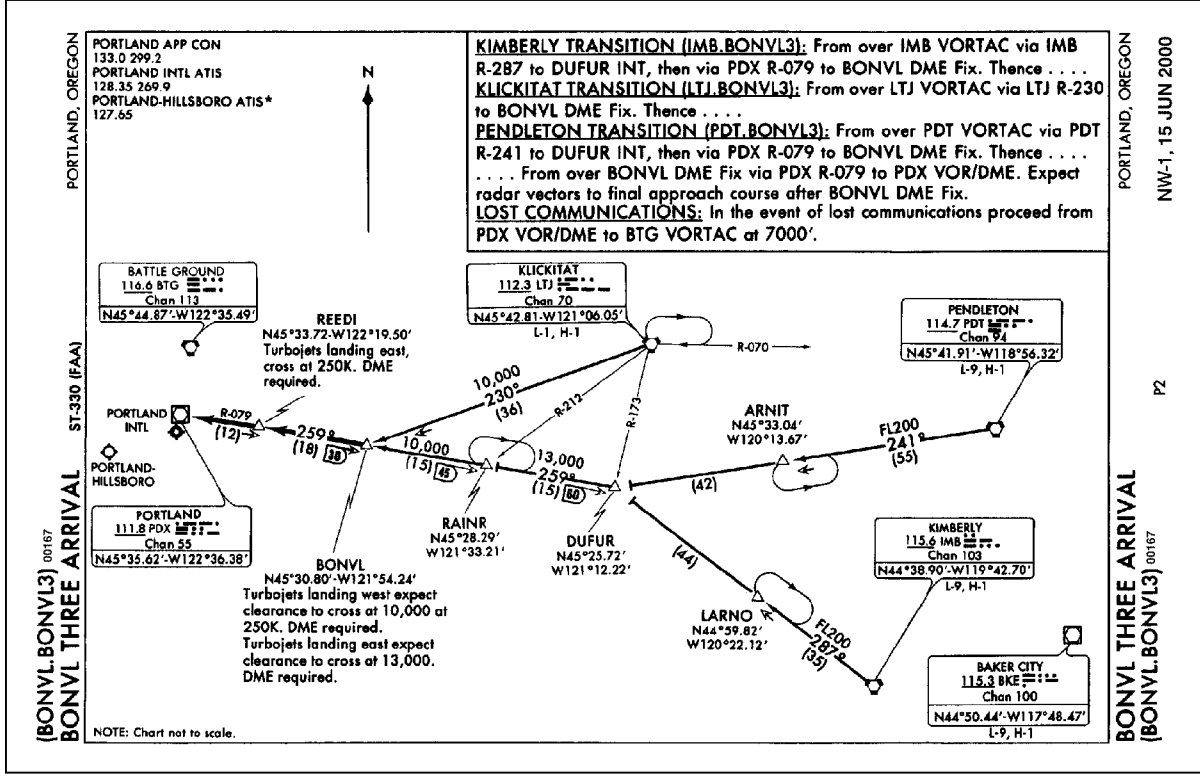 PORTLAND, OREGON
PORTLAND APP CON
133.0 299.2
PORTLAND INTL ATIS
128.35 269.9
PORTLAND-HILLSBORO ATIS*
127.65
N
KIMBERLY TRANSITION (IMB.BONVL3): From over IMB VORTAC via IMB
R-287 to DUFUR INT, then via PDX R-079 to BONVL DME Fix. Thence . . . .
KLICKITAT TRANSITION (LTJ.BONVL3): From over LTJ VORTAC via LTJ R-230
to BONVL DME Fix. Thence . . . .
PENDLETON TRANSITION (PDT.BONVL3): From over PDT VORTAC via PDT
R-241 to DUFUR INT, then via PDX R-079 to BONVL DME Fix. Thence . . . .
. . . . From over BONVL DME Fix via PDX R-079 to PDX VOR/DME. Expect
radar vectors to final approach course after BONVL DME Fix.
LOST COMMUNICATIONS: In the event of lost communications proceed from
PDX VOR/DME to BTG VORTAC at 7000'.
PORTLAND, OREGON
NW-1, 15 JUN 2000
BATTLE GROUND
116.6 BTG
Chan 113
N45°44.87'-W122°35.49'
REEDI
N45°33.72-W122°19.50'
Turbojets landing east,
cross at 250K. DME
required.
KLICKITAT
112.3 LTJ
Chan 70
N45°42.81-W121°06.05'
L-1, H-1
R-070
PENDLETON
114.7 PDT
Chan 94
N45°41.91'-W118°56.32'
L-9, H-1
ST-330 (FAA)
P2
PORTLAND
INTL
PORTLAND-
HILLSBORO
R-079
(12)
259°
(18)
38
10,000
230°
(36)
R-212
R-173
10,000
(15)
45
13,000
259°
(15)
60
ARNIT
N45°33.04'
W120°13.67'
(42)
FL200
241°
(55)
PORTLAND
111.8 PDX
Chan 55
N45°35.62'-W122°36.38'
RAINR
N45°28.29'
W121°33.21'
DUFUR
N45°25.72'
W121°12.22'
KIMBERLY
115.6 IMB
Chan 103
N44°38.90'-W119°42.70'
L-9, H-1
(44)
BONVL
N45°30.80'-W121°54.24'
Turbojets landing west expect
clearance to cross at 10,000 at
250K. DME required.
Turbojets landing east expect
clearance to cross at 13,000.
DME required.
LARNO
N44°59.82'
W120°22.12'
FL200
287°
(35)
BAKER CITY
115.3 BKE
Chan 100
N44°50.44'-W117°48.47'
L-9, H-1
NOTE: Chart not to scale.
(BONVL.BONVL3) 00167
BONVL THREE ARRIVAL
BONVL THREE ARRIVAL
(BONVL.BONVL3) 00167